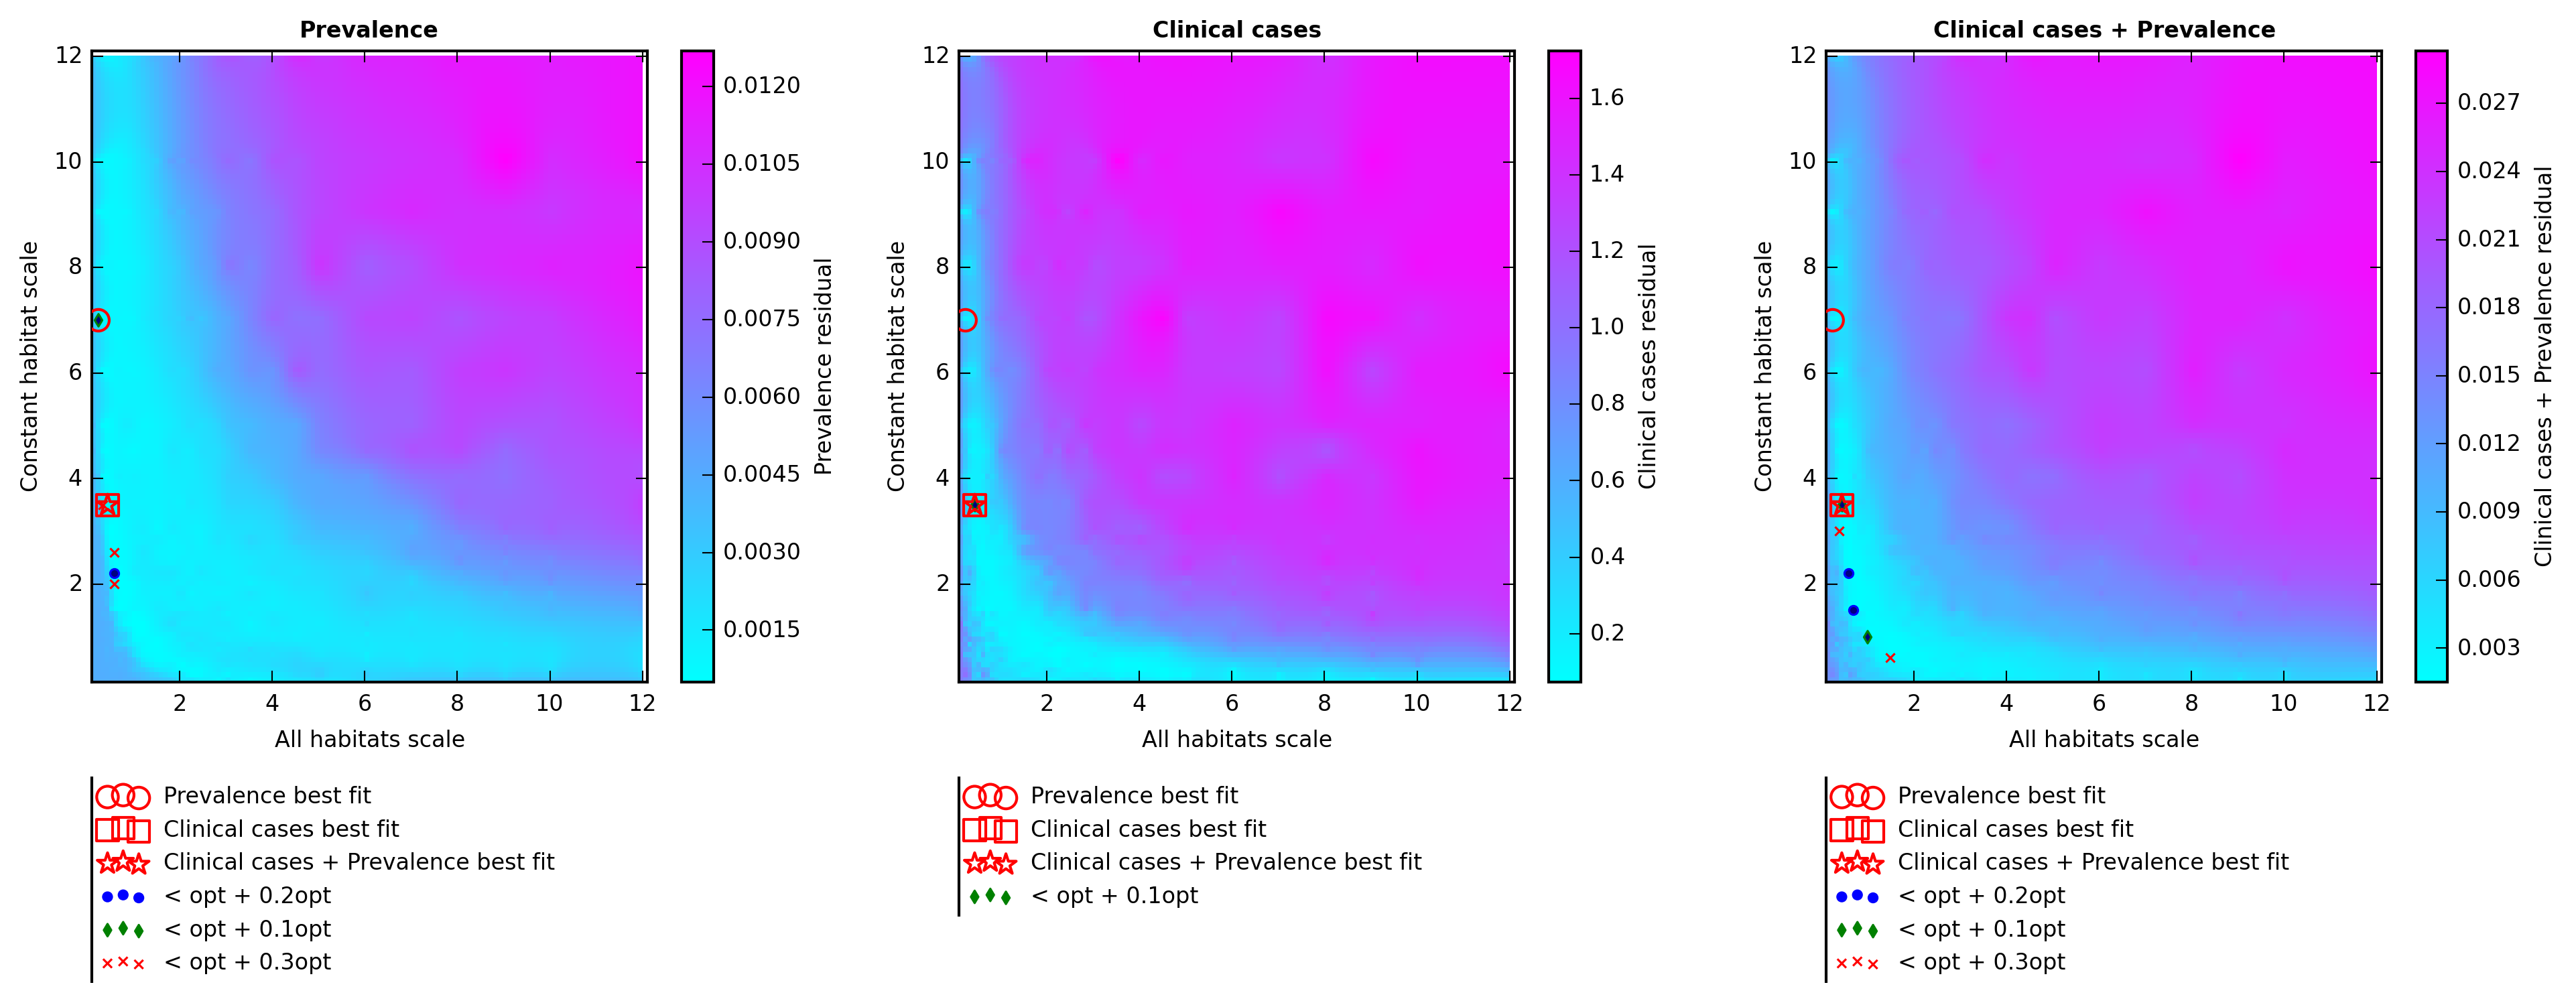 Prevalence
12
10
8
6
4
2
2
4
6
8
10
12
Constant habitat scale
All habitats scale
0.0120
0.0105
0.0090
0.0075
0.0060
0.0045
0.0030
0.0015
Prevalence residual
Prevalence best fit
Clinical cases best fit
Clinical cases + Prevalence best fit
< opt + 0.2opt
< opt + 0.1opt
< opt + 0.3opt
Clinical cases
12
10
8
6
4
2
2
4
6
8
10
12
Constant habitat scale
All habitats scale
1.6
1.4
1.2
1.0
0.8
0.6
0.4
0.2
Clinical cases residual
Prevalence best fit
Clinical cases best fit
Clinical cases + Prevalence best fit
< opt + 0.1opt
Clinical cases + Prevalence
12
10
8
6
4
2
2
4
6
8
10
12
Constant habitat scale
All habitats scale
0.027
0.024
0.021
0.018
0.015
0.012
0.009
0.006
0.003
Clinical cases + Prevalence residual
Prevalence best fit
Clinical cases best fit
Clinical cases + Prevalence best fit
< opt + 0.2opt
< opt + 0.1opt
< opt + 0.3opt